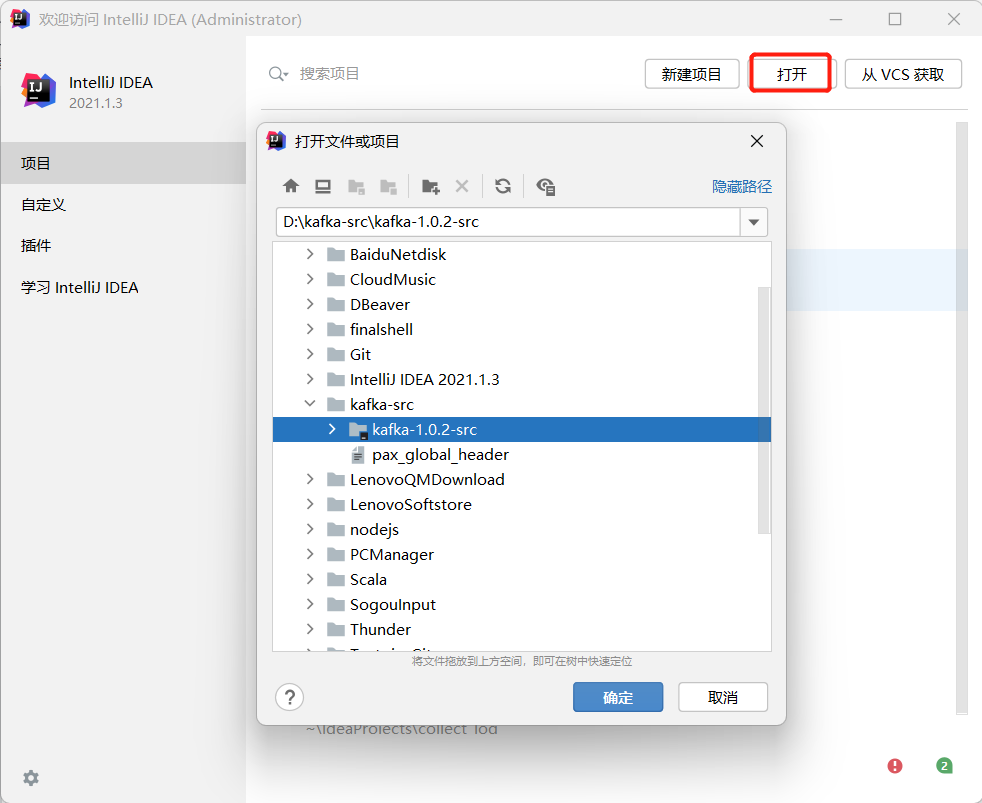 欢迎访问 IntelliJ IDEA (Administrator)
IntelliJ IDEA
2021.1.3
搜索项目
新建项目
打开
从 VCS 获取
项目
自定义
插件
学习 IntelliJ IDEA
打开文件或项目
隐藏路径
D:\kafka-src\kafka-1.0.2-src
BaiduNetdisk
CloudMusic
DBeaver
finalshell
Git
IntelliJ IDEA 2021.1.3
kafka-src
kafka-1.0.2-src
pax_global_header
LenovoQMDownload
LenovoSoftstore
nodejs
PCManager
Scala
SogouInput
Thunder
将文件拖放到上方空间，即可在树中快速定位
?
确定
取消
~\IdeaProjects\collect_log
2